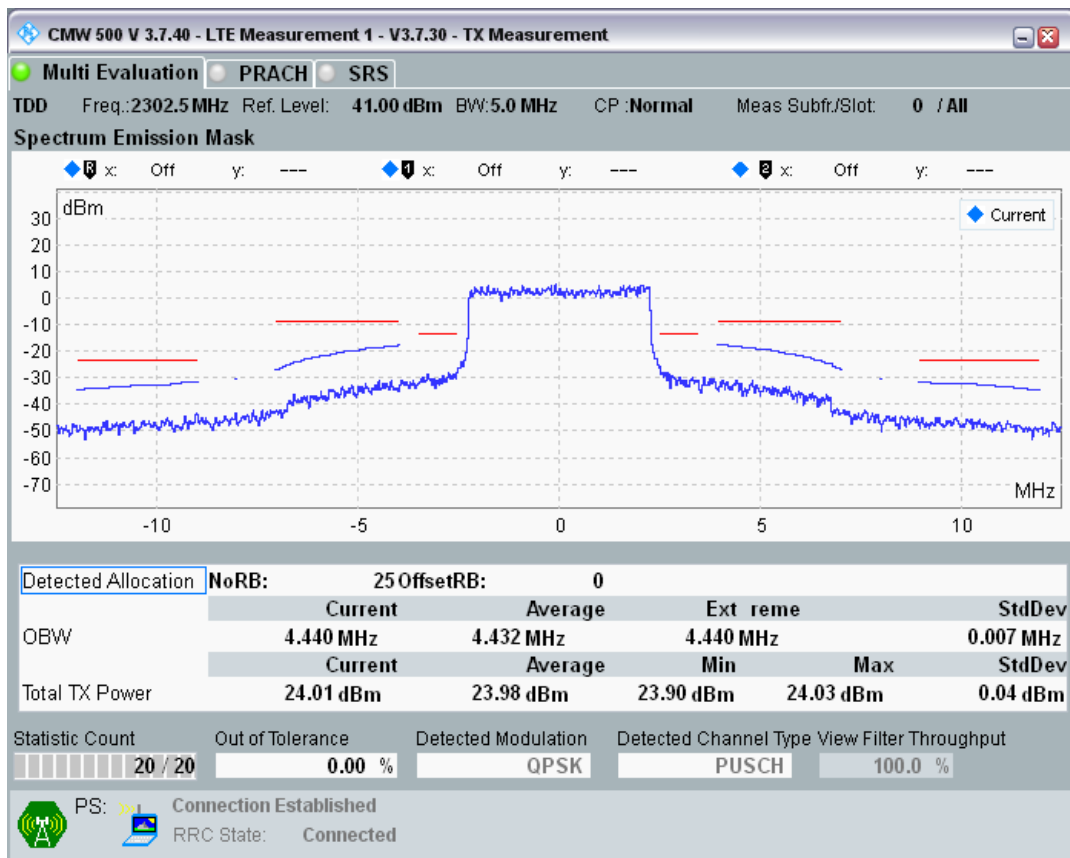 CMW 500 V 3.7.40 - LTE Measurement 1 - V3.7.30 - TX Measurement
Multi Evaluation PRACH SRS
TDD Freq.:2302.5 MHz Ref. Level: 41.00 dBm BW:5.0 MHz CP :Normal Meas Subfr./Slot: 0 / All
Spectrum Emission Mask
R x: Off y: --- 1 x: Off y: --- 2 x: Off y: ---
dBm
Current
30
20
10
0
-10
-20
-30
-40
-50
-60
-70
MHz
-10 -5 0 5 10
Detected Allocation NoRB: 25 OffsetRB: 0
Current Average Ext reme StdDev
OBW 4.440 MHz 4.432 MHz 4.440 MHz 0.007 MHz
Current Average Min Max StdDev
Total TX Power 24.01 dBm 23.98 dBm 23.90 dBm 24.03 dBm 0.04 dBm
Statistic Count Out of Tolerance Detected Modulation Detected Channel Type View Filter Throughput
20 / 20 0.00 % QPSK PUSCH 100.0 %
PS: Connection Established
RRC State: Connected